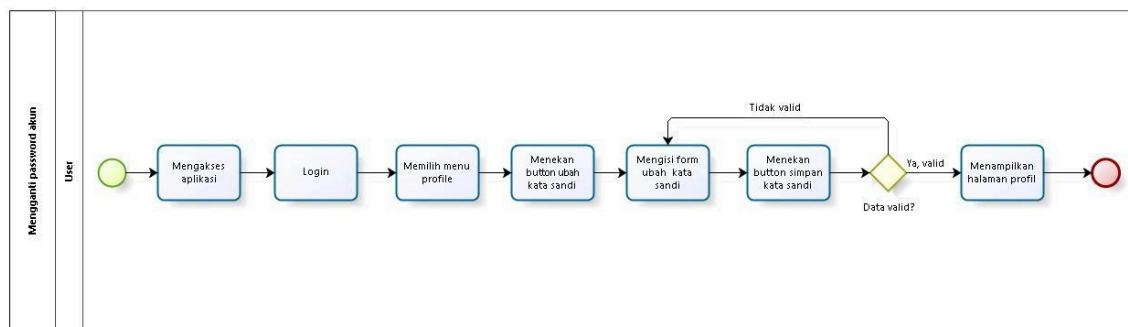 Mengganti password akun
User
Mengakses
aplikasi
Login
Memilih menu
profile
Menekan
button ubah
kata sandi
Mengisi form
ubah kata
sandi
Menekan
button simpan
kata sandi
Tidak valid
Data valid?
Ya, valid
Menampilkan
halaman profil